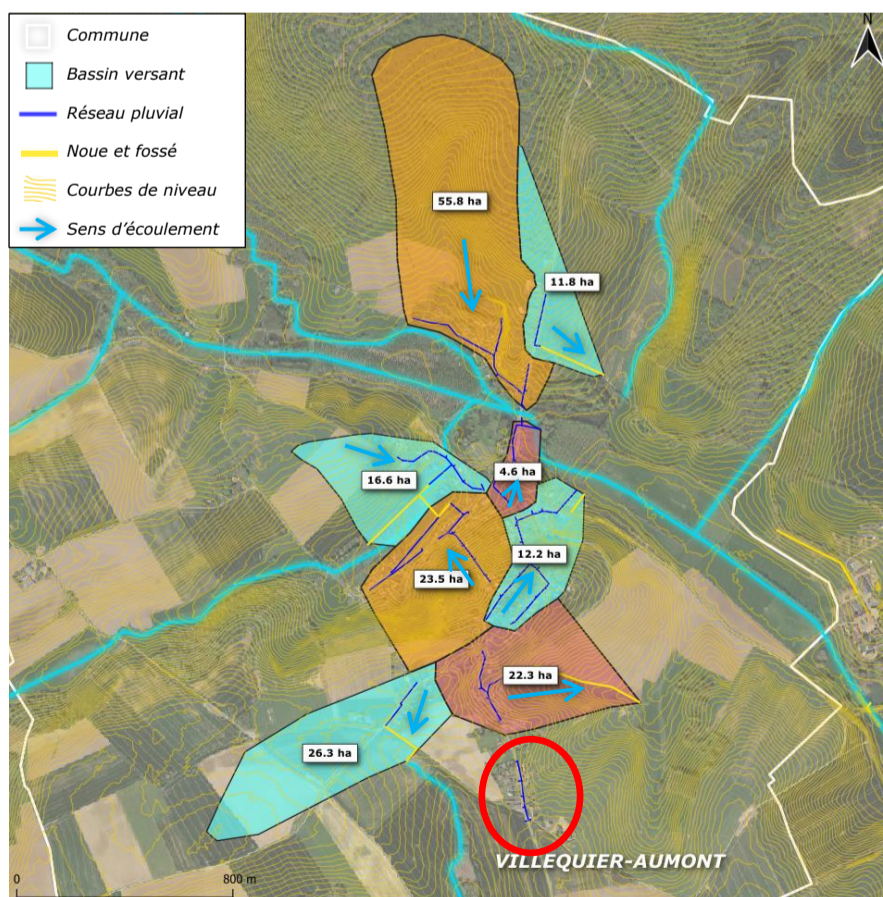 Commune
Bassin versant
Réseau pluvial
Noue et fossé
Courbes de niveau
Sens d'écoulement
N
55.8 ha
11.8 ha
4.6 ha
16.6 ha
12.2 ha
23.5 ha
22.3 ha
26.3 ha
VILLEQUIER-AUMONT
0
800 m